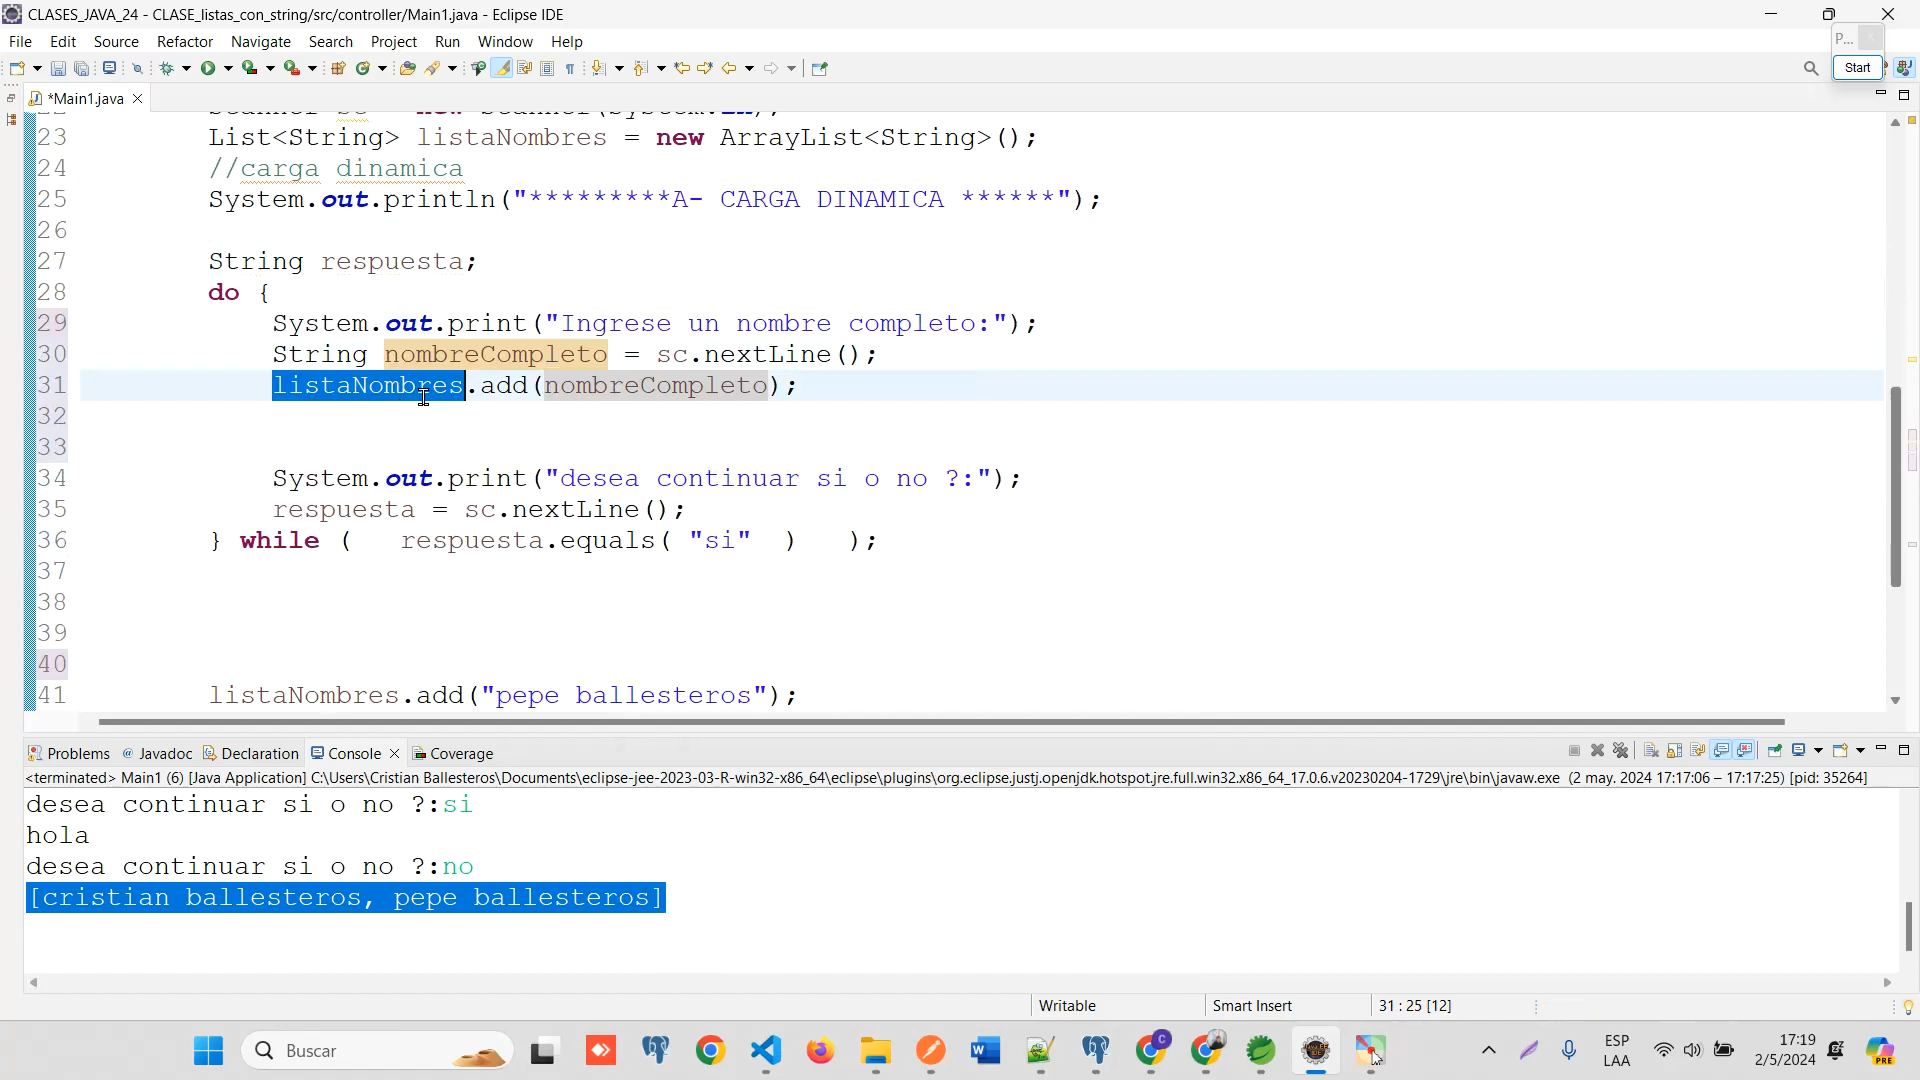 CLASES_JAVA_24 - CLASE_listas_con_string/src/controller/Main1.java - Eclipse IDE
File Edit Source Refactor Navigate Search Project Run Window Help
P...
Start
*Main1.java
23 List<String> listaNombres = new ArrayList<String>();
24 //carga dinamica
25 System.out.println("*********A- CARGA DINAMICA ******");
26
27 String respuesta;
28 do {
29 System.out.print("Ingrese un nombre completo:");
30 String nombreCompleto = sc.nextLine();
31 listaNombres.add(nombreCompleto);
32
33
34 System.out.print("desea continuar si o no ?:");
35 respuesta = sc.nextLine();
36 } while ( respuesta.equals( "si" ) );
37
38
39
40
41 listaNombres.add("pepe ballesteros");
Problems @ Javadoc Declaration Console Coverage
<terminated> Main1 (6) [Java Application] C:\Users\Cristian Ballesteros\Documents\eclipse-jee-2023-03-R-win32-x86_64\eclipse\plugins\org.eclipse.justj.openjdk.hotspot.jre.full.win32.x86_64_17.0.6.v20230204-1729\jre\bin\javaw.exe (2 may. 2024 17:17:06 – 17:17:25) [pid: 35264]
desea continuar si o no ?:si
hola
desea continuar si o no ?:no
[cristian ballesteros, pepe ballesteros]
Writable Smart Insert 31 : 25 [12]
Buscar
ESP
LAA
17:19
2/5/2024
PRE